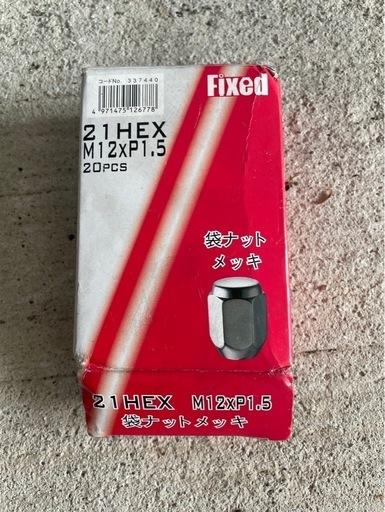 コードNo. 337440
4 971475 126778
Fixed
21HEX
M12xP1.5
20PCS
袋ナット
メッキ
21HEX M12xP1.5
袋ナットメッキ